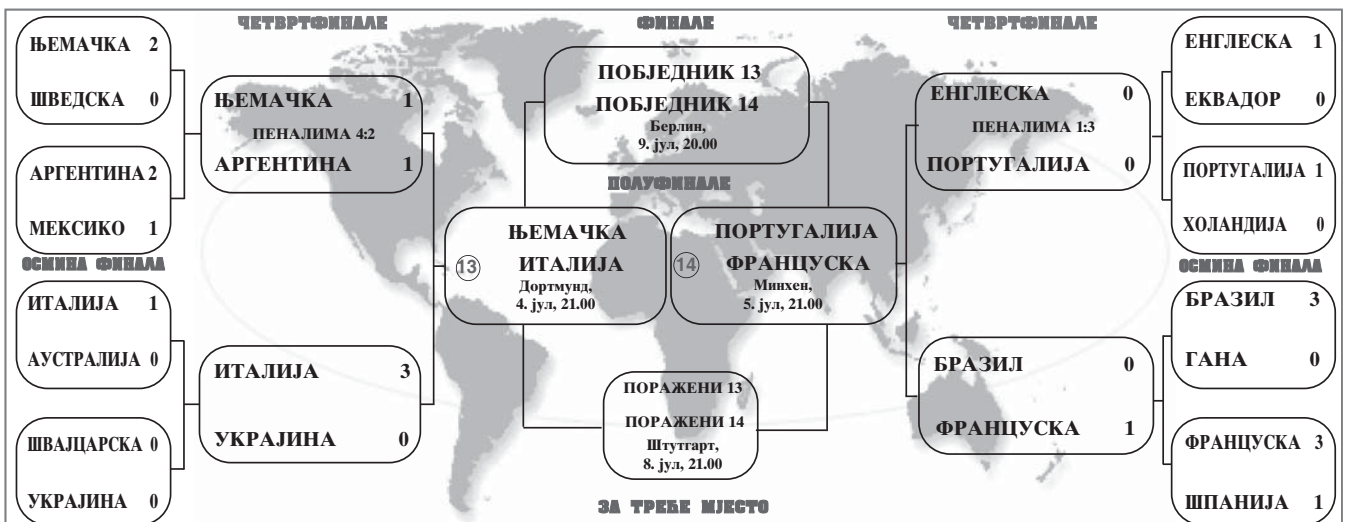 ЧЕТВРТФИНАЛЕ
ФИНАЛЕ
ЧЕТВРТФИНАЛЕ
ЊЕМАЧКА 2
ШВЕДСКА 0
АРГЕНТИНА 2
МЕКСИКО 1
ОСМИНА ФИНАЛА
ИТАЛИЈА 1
АУСТРАЛИЈА 0
ШВАЈЦАРСКА 0
УКРАЈИНА 0
ЊЕМАЧКА 1
ПЕНАЛИМА 4:2
АРГЕНТИНА 1
ИТАЛИЈА 3
УКРАЈИНА 0
ПОБЈЕДНИК 13
ПОБЈЕДНИК 14
Берлин,
9. јул, 20.00
ПОЛУФИНАЛЕ
13
ЊЕМАЧКА
ИТАЛИЈА
Дортмунд,
4. јул, 21.00
14
ПОРТУГАЛИЈА
ФРАНЦУСКА
Минхен,
5. јул, 21.00
ПОРАЖЕНИ 13
ПОРАЖЕНИ 14
Штутгарт,
8. јул, 21.00
ЗА ТРЕЋЕ МЈЕСТО
ЕНГЛЕСКА 0
ПЕНАЛИМА 1:3
ПОРТУГАЛИЈА 0
БРАЗИЛ 0
ФРАНЦУСКА 1
ЕНГЛЕСКА 1
ЕКВАДОР 0
ПОРТУГАЛИЈА 1
ХОЛАНДИЈА 0
ОСМИНА ФИНАЛА
БРАЗИЛ 3
ГАНА 0
ФРАНЦУСКА 3
ШПАНИЈА 1